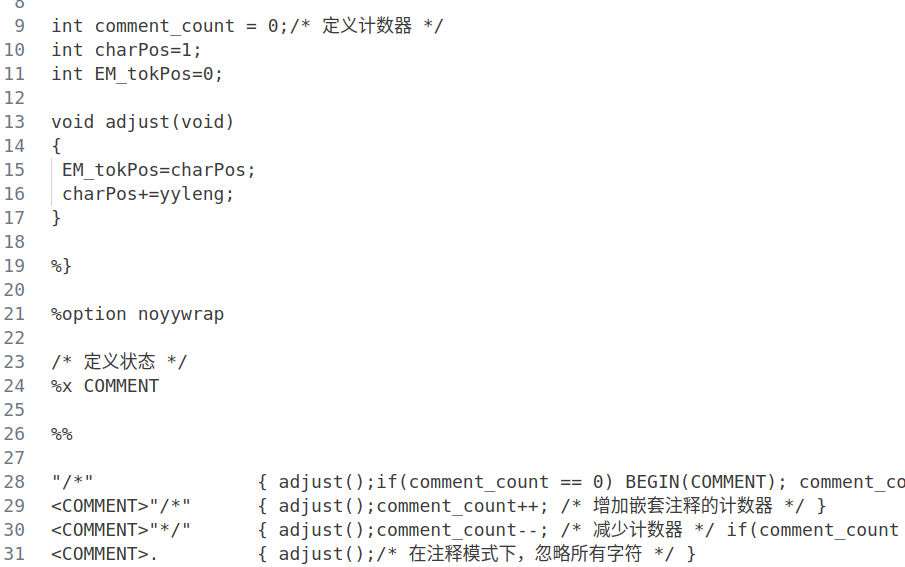 8
9 int comment_count = 0;/* 定义计数器 */
10 int charPos=1;
11 int EM_tokPos=0;
12
13 void adjust(void)
14 {
15  EM_tokPos=charPos;
16  charPos+=yyleng;
17 }
18
19 %}
20
21 %option noyywrap
22
23 /* 定义状态 */
24 %x COMMENT
25
26 %%
27
28 "/*" { adjust();if(comment_count == 0) BEGIN(COMMENT); comment_co
29 <COMMENT>"/*" { adjust();comment_count++; /* 增加嵌套注释的计数器 */ }
30 <COMMENT>"*/" { adjust();comment_count--; /* 减少计数器 */ if(comment_count
31 <COMMENT>. { adjust();/* 在注释模式下，忽略所有字符 */ }